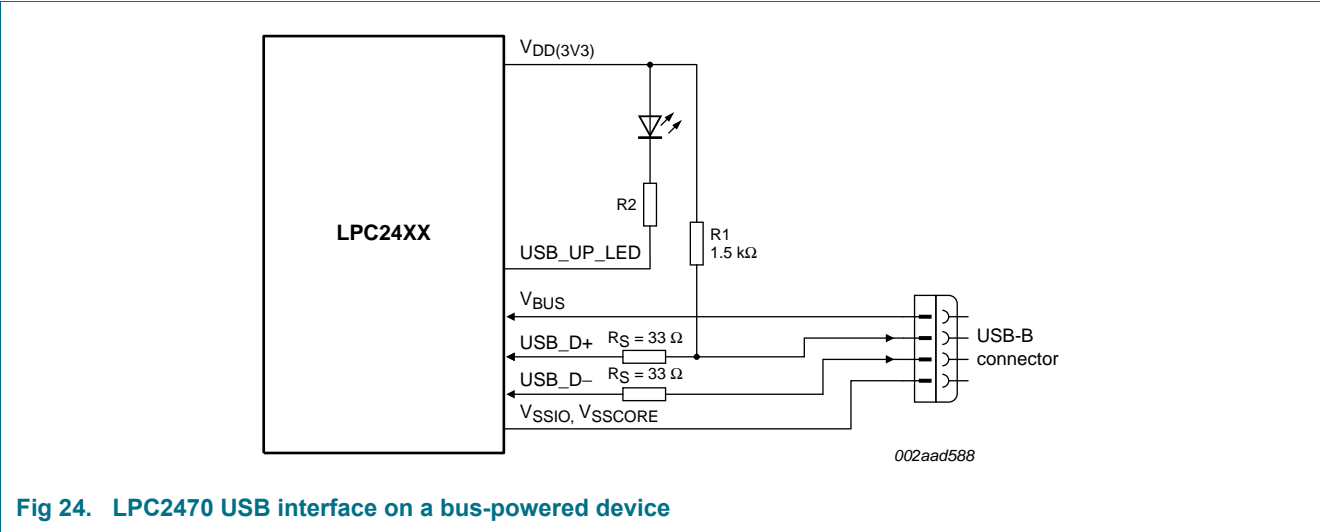 VDD(3V3)
R2
LPC24XX
R1
1.5 kΩ
USB_UP_LED
VBUS
USB_D+ RS = 33 Ω
USB-B
connector
USB_D− RS = 33 Ω
VSSIO, VSSCORE
002aad588
Fig 24. LPC2470 USB interface on a bus-powered device